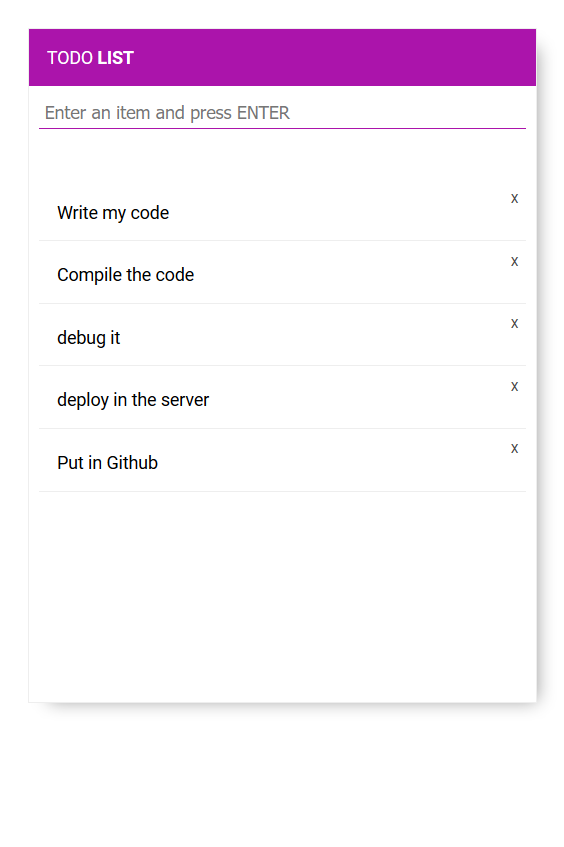 TODO LIST
Enter an item and press ENTER
x
Write my code
x
Compile the code
x
debug it
x
deploy in the server
x
Put in Github